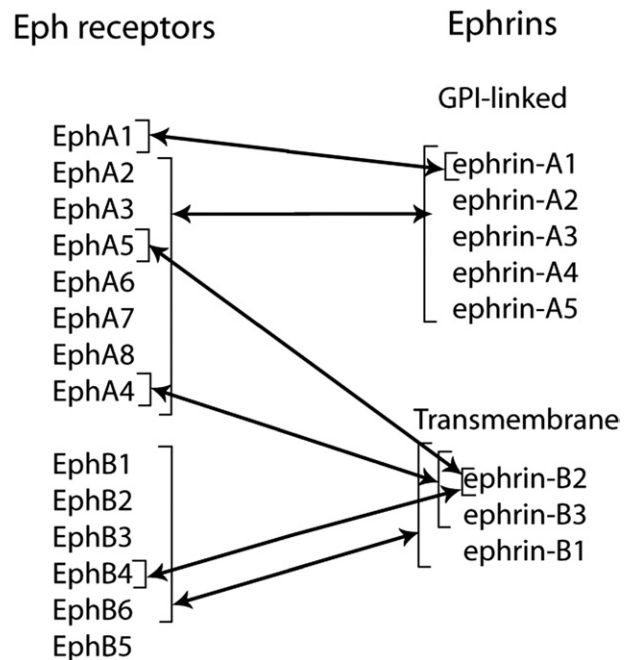 Eph receptors
EphA1
EphA2
EphA3
EphA5
EphA6
EphA7
EphA8
EphA4
EphB1
EphB2
EphB3
EphB4
EphB6
EphB5
Ephrins
GPI-linked
ephrin-A1
ephrin-A2
ephrin-A3
ephrin-A4
ephrin-A5
Transmembrane
ephrin-B2
ephrin-B3
ephrin-B1